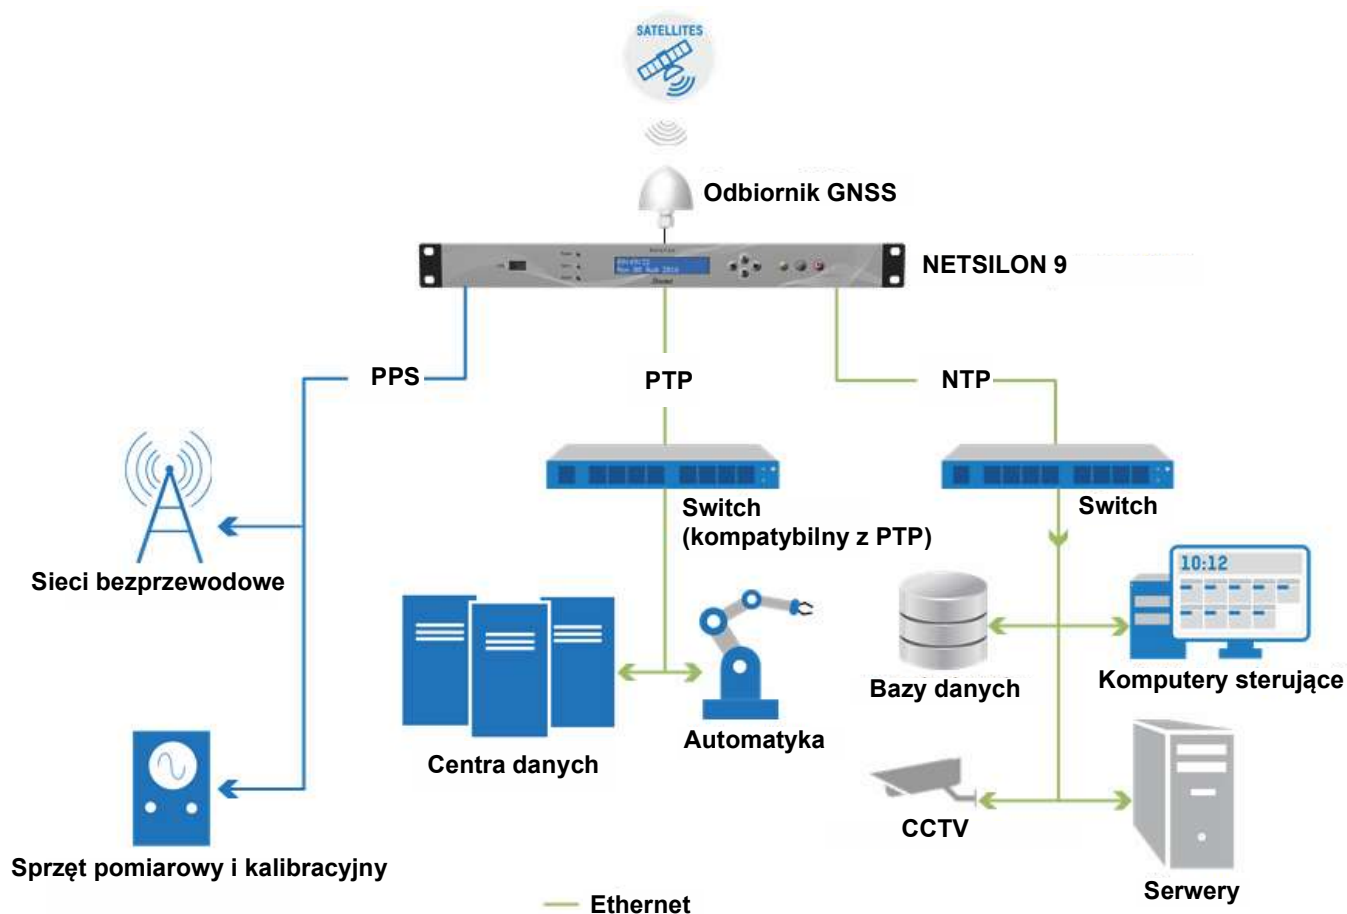 SATELLITES
Odbiornik GNSS
NETSILON 9
PPS
PTP
NTP
Switch
(kompatybilny z PTP)
Switch
Sieci bezprzewodowe
10:12
Bazy danych
Komputery sterujące
Centra danych
Automatyka
CCTV
Sprzęt pomiarowy i kalibracyjny
Serwery
Ethernet